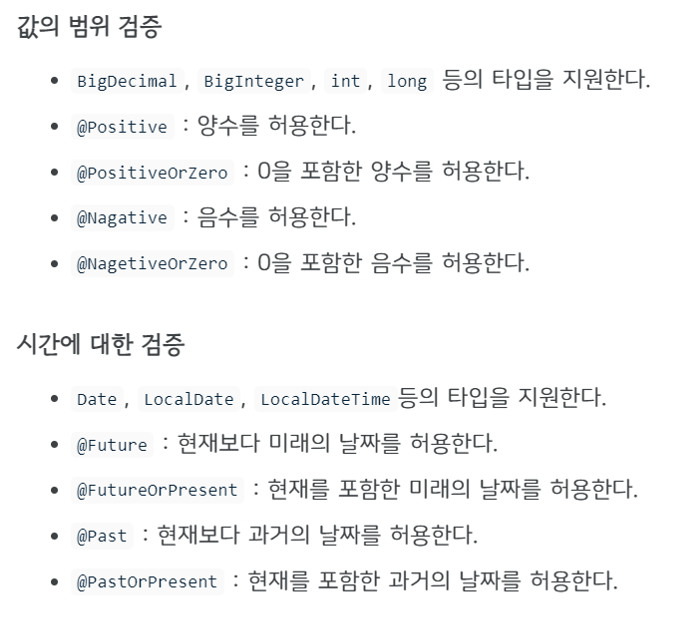 값의 범위 검증
• BigDecimal, BigInteger, int, long 등의 타입을 지원한다.
• @Positive : 양수를 허용한다.
• @PositiveOrZero : 0을 포함한 양수를 허용한다.
• @Nagative : 음수를 허용한다.
• @NagetiveOrZero : 0을 포함한 음수를 허용한다.
시간에 대한 검증
• Date, LocalDate, LocalDateTime 등의 타입을 지원한다.
• @Future : 현재보다 미래의 날짜를 허용한다.
• @FutureOrPresent : 현재를 포함한 미래의 날짜를 허용한다.
• @Past : 현재보다 과거의 날짜를 허용한다.
• @PastOrPresent : 현재를 포함한 과거의 날짜를 허용한다.